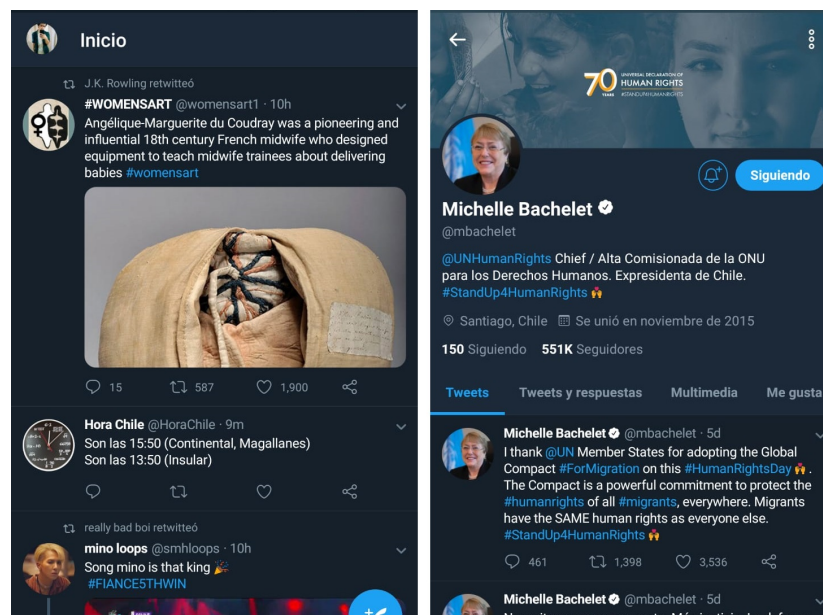 Inicio
J.K. Rowling retwitteó
#WOMENSART @womensart1 · 10h
Angélique-Marguerite du Coudray was a pioneering and
influential 18th century French midwife who designed
equipment to teach midwife trainees about delivering
babies #womensart
15 587 1,900
Hora Chile @HoraChile · 9m
Son las 15:50 (Continental, Magallanes)
Son las 13:50 (Insular)
really bad boi retwitteó
mino loops @smhloops · 10h
Song mino is that king 🎉
#FIANCE5THWIN
70 YEARS
UNIVERSAL DECLARATION OF
HUMAN RIGHTS
#STANDUP4HUMANRIGHTS
Siguiendo
Michelle Bachelet
@mbachelet
@UNHumanRights Chief / Alta Comisionada de la ONU
para los Derechos Humanos. Expresidenta de Chile.
#StandUp4HumanRights
Santiago, Chile Se unió en noviembre de 2015
150 Siguiendo 551K Seguidores
Tweets Tweets y respuestas Multimedia Me gusta
Michelle Bachelet @mbachelet · 5d
I thank @UN Member States for adopting the Global
Compact #ForMigration on this #HumanRightsDay .
The Compact is a powerful commitment to protect the
#humanrights of all #migrants, everywhere. Migrants
have the SAME human rights as everyone else.
#StandUp4HumanRights
461 1,398 3,536
Michelle Bachelet @mbachelet · 5d